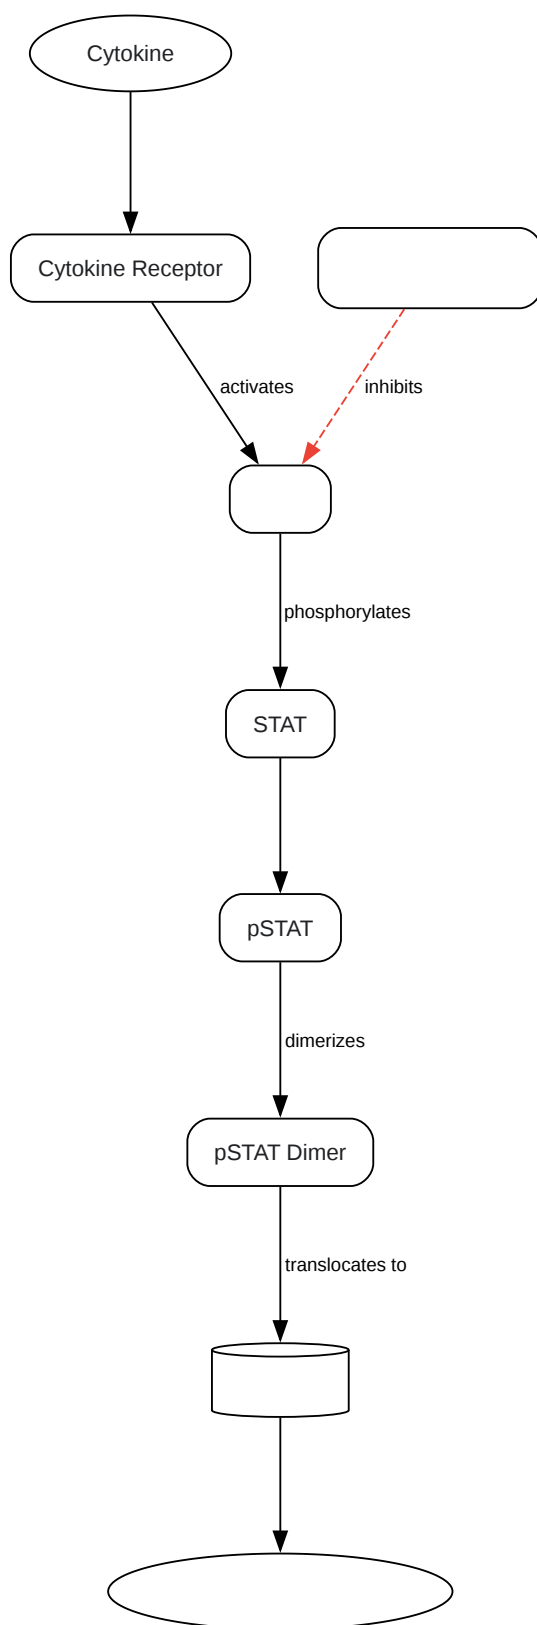 Cytokine
Cytokine Receptor
activates
inhibits
phosphorylates
STAT
pSTAT
dimerizes
pSTAT Dimer
translocates to